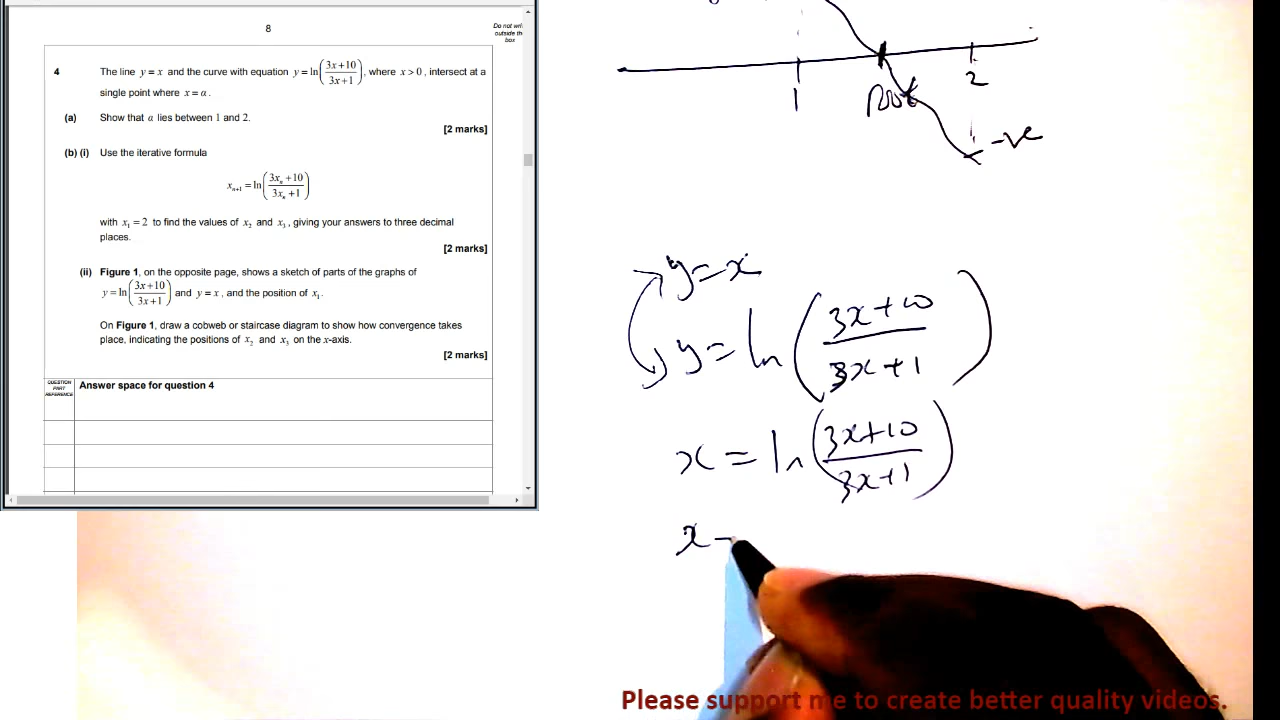 8
Do not wri
outside th
box
4 The line y = x and the curve with equation y = ln((3x+10)/(3x+1)), where x > 0, intersect at a
single point where x = α.
(a) Show that α lies between 1 and 2.
[2 marks]
(b) (i) Use the iterative formula
xₙ₊₁ = ln((3xₙ+10)/(3xₙ+1))
with x₁ = 2 to find the values of x₂ and x₃, giving your answers to three decimal
places.
[2 marks]
(ii) Figure 1, on the opposite page, shows a sketch of parts of the graphs of
y = ln((3x+10)/(3x+1)) and y = x, and the position of x₁.
On Figure 1, draw a cobweb or staircase diagram to show how convergence takes
place, indicating the positions of x₂ and x₃ on the x-axis.
[2 marks]
QUESTION
PART
REFERENCE
Answer space for question 4
1
root
2
-ve
y = x
y = ln((3x+10)/(3x+1))
x = ln((3x+10)/(3x+1))
x -
Please support me to create better quality videos.